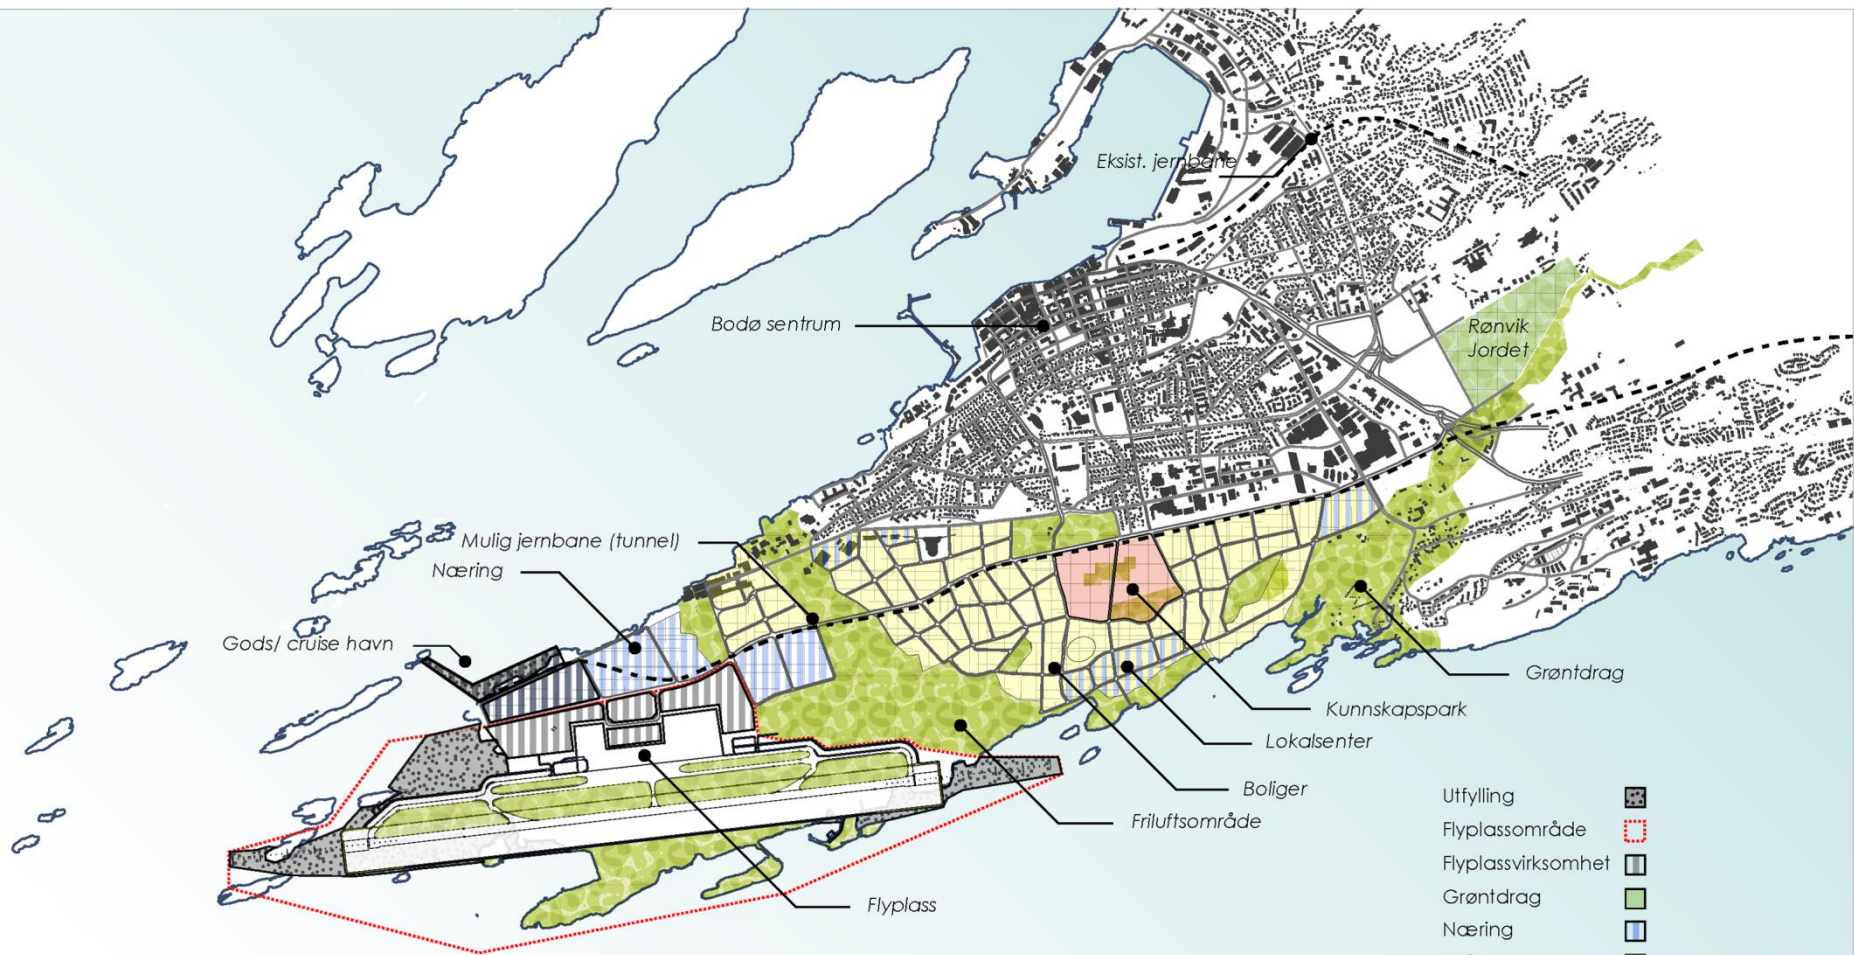 Eksist. jernbane
Bodø sentrum
Rønvik
Jordet
Mulig jernbane (tunnel)
Næring
Gods/ cruise havn
Grøntdrag
Kunnskapspark
Lokalsenter
Boliger
Friluftsområde
Flyplass
Utfylling
Flyplassområde
Flyplassvirksomhet
Grøntdrag
Næring